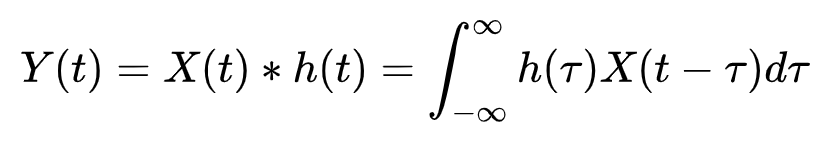 Y(t) = X(t) * h(t) = ∫_{-∞}^{∞} h(τ)X(t − τ)dτ